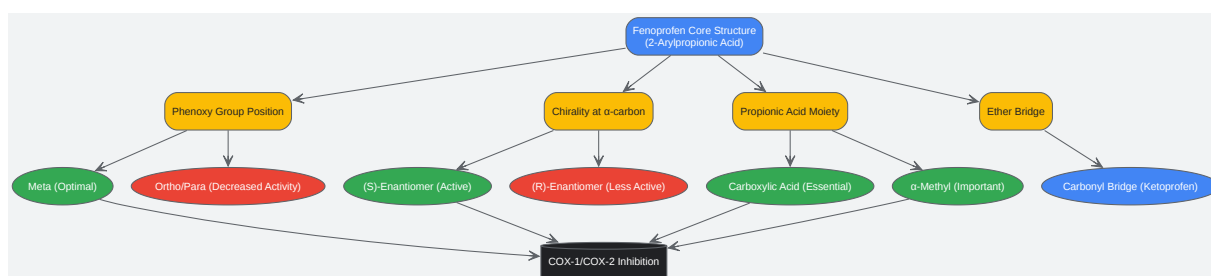 Fenoprofen Core Structure
(2-Arylpropionic Acid)
Phenoxy Group Position
Chirality at α-carbon
Propionic Acid Moiety
Ether Bridge
Meta (Optimal)
Ortho/Para (Decreased Activity)
(S)-Enantiomer (Active)
(R)-Enantiomer (Less Active)
Carboxylic Acid (Essential)
α-Methyl (Important)
Carbonyl Bridge (Ketoprofen)
COX-1/COX-2 Inhibition